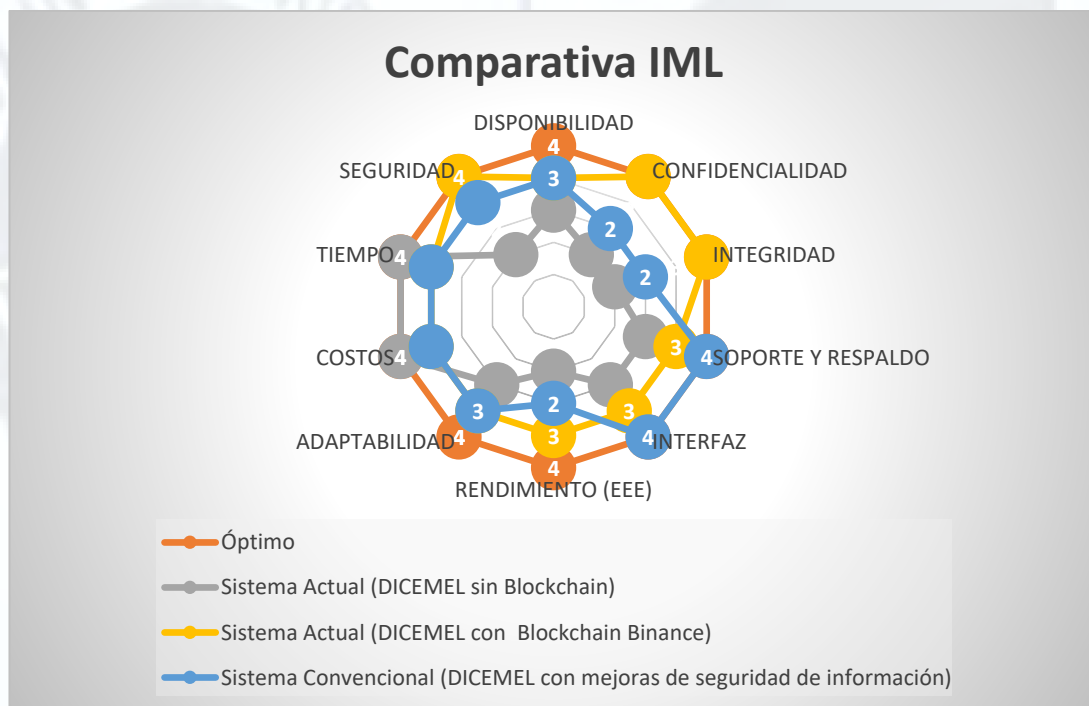 Comparativa IML
DISPONIBILIDAD
4
SEGURIDAD
4
3
CONFIDENCIALIDAD
2
TIEMPO
4
INTEGRIDAD
2
COSTOS
4
3
4
SOPORTE Y RESPALDO
ADAPTABILIDAD
4
3
2
3
3
4
INTERFAZ
4
RENDIMIENTO (EEE)
Óptimo
Sistema Actual (DICEMEL sin Blockchain)
Sistema Actual (DICEMEL con Blockchain Binance)
Sistema Convencional (DICEMEL con mejoras de seguridad de información)